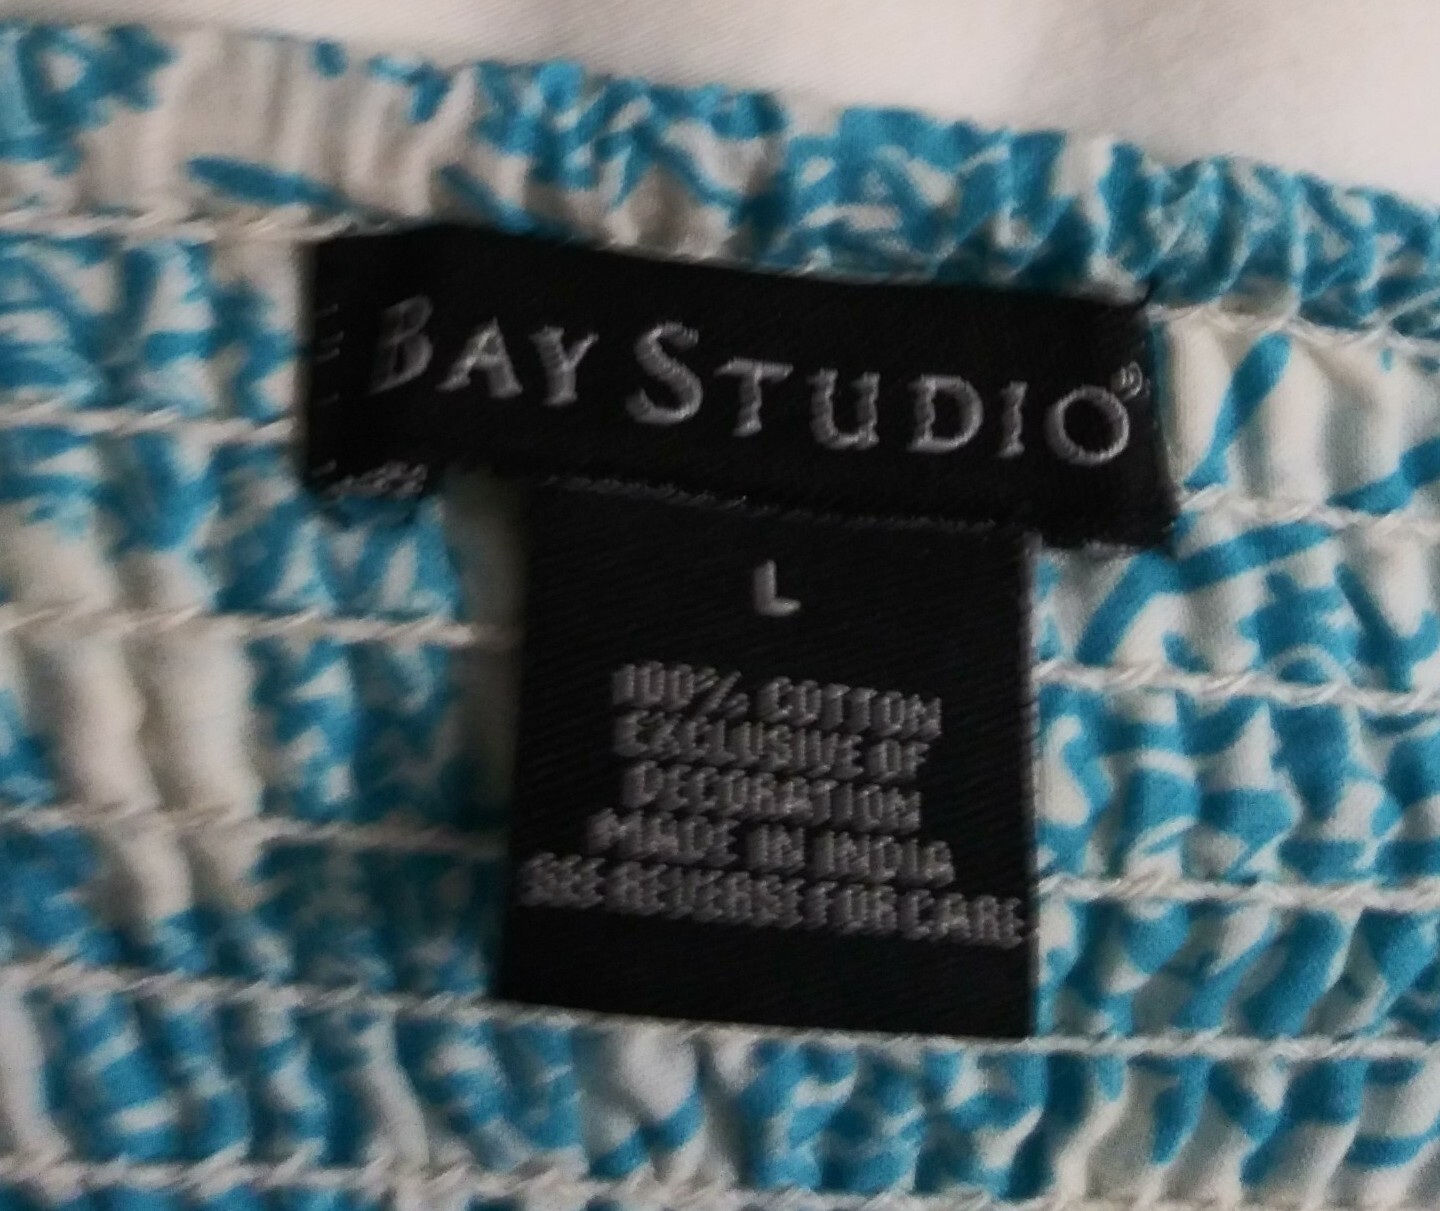 BAY STUDIO®
L
100% COTTON
EXCLUSIVE OF
DECORATION
MADE IN INDIA
SEE REVERSE FOR CARE